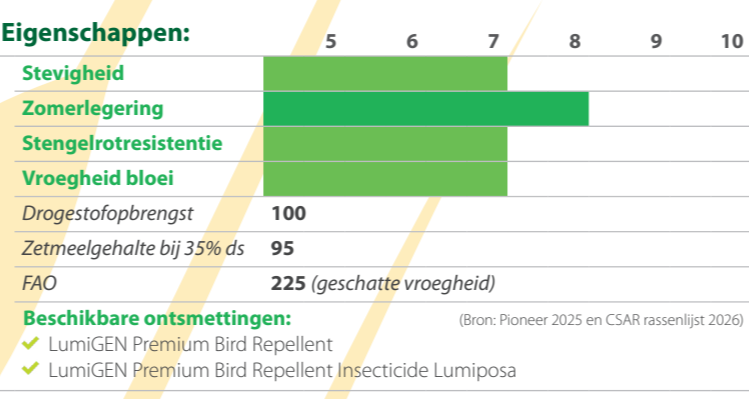 Eigenschappen: 5 6 7 8 9 10
Stevigheid
Zomerlegering
Stengelrotresistentie
Vroegheid bloei
Drogestofopbrengst 100
Zetmeelgehalte bij 35% ds 95
FAO 225 (geschatte vroegheid)
Beschikbare ontsmettingen: (Bron: Pioneer 2025 en CSAR rassenlijst 2026)
LumiGEN Premium Bird Repellent
LumiGEN Premium Bird Repellent Insecticide Lumiposa